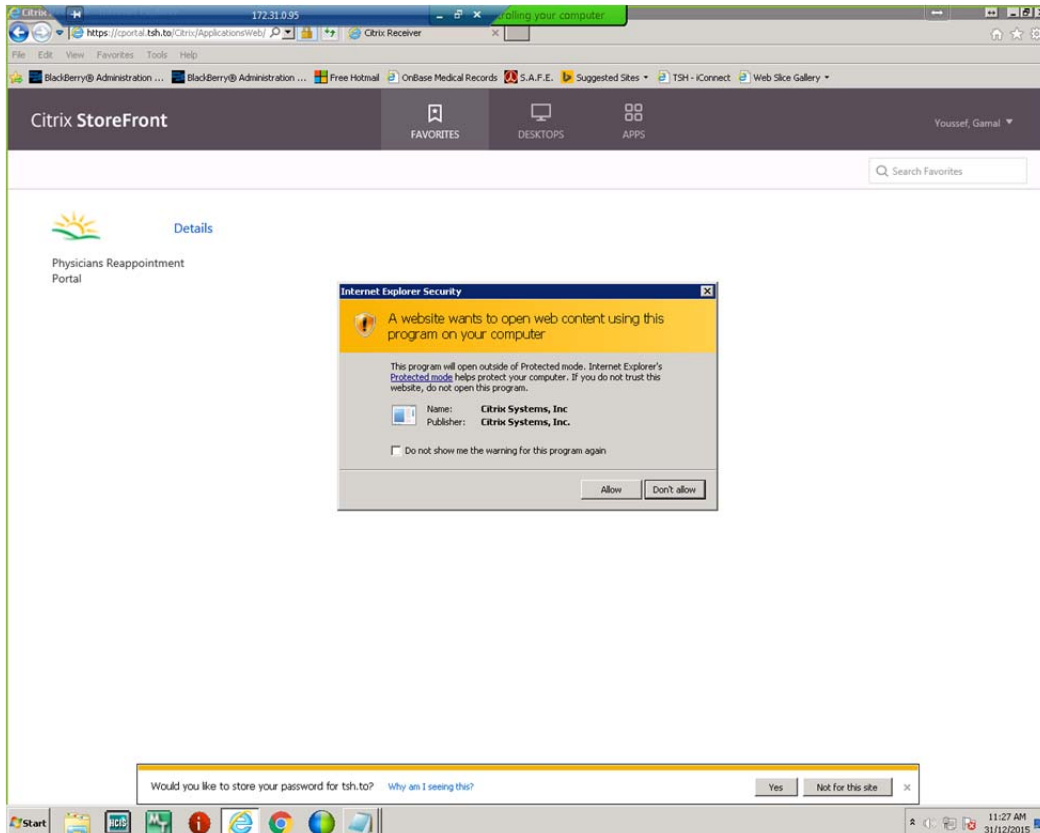 Citrix
172.31.0.95
rolling your computer
https://cportal.tsh.to/Citrix/ApplicationsWeb/
Citrix Receiver
File Edit View Favorites Tools Help
BlackBerry® Administration ... BlackBerry® Administration ... Free Hotmail OnBase Medical Records S.A.F.E. Suggested Sites TSH - iConnect Web Slice Gallery
Citrix StoreFront
FAVORITES
DESKTOPS
APPS
Youssef, Gamal
Search Favorites
Details
Physicians Reappointment
Portal
Internet Explorer Security
A website wants to open web content using this
program on your computer
This program will open outside of Protected mode. Internet Explorer's
Protected mode helps protect your computer. If you do not trust this
website, do not open this program.
Name: Citrix Systems, Inc
Publisher: Citrix Systems, Inc.
Do not show me the warning for this program again
Allow
Don't allow
Would you like to store your password for tsh.to? Why am I seeing this? Yes Not for this site
Start
HCIS
11:27 AM
31/12/2015